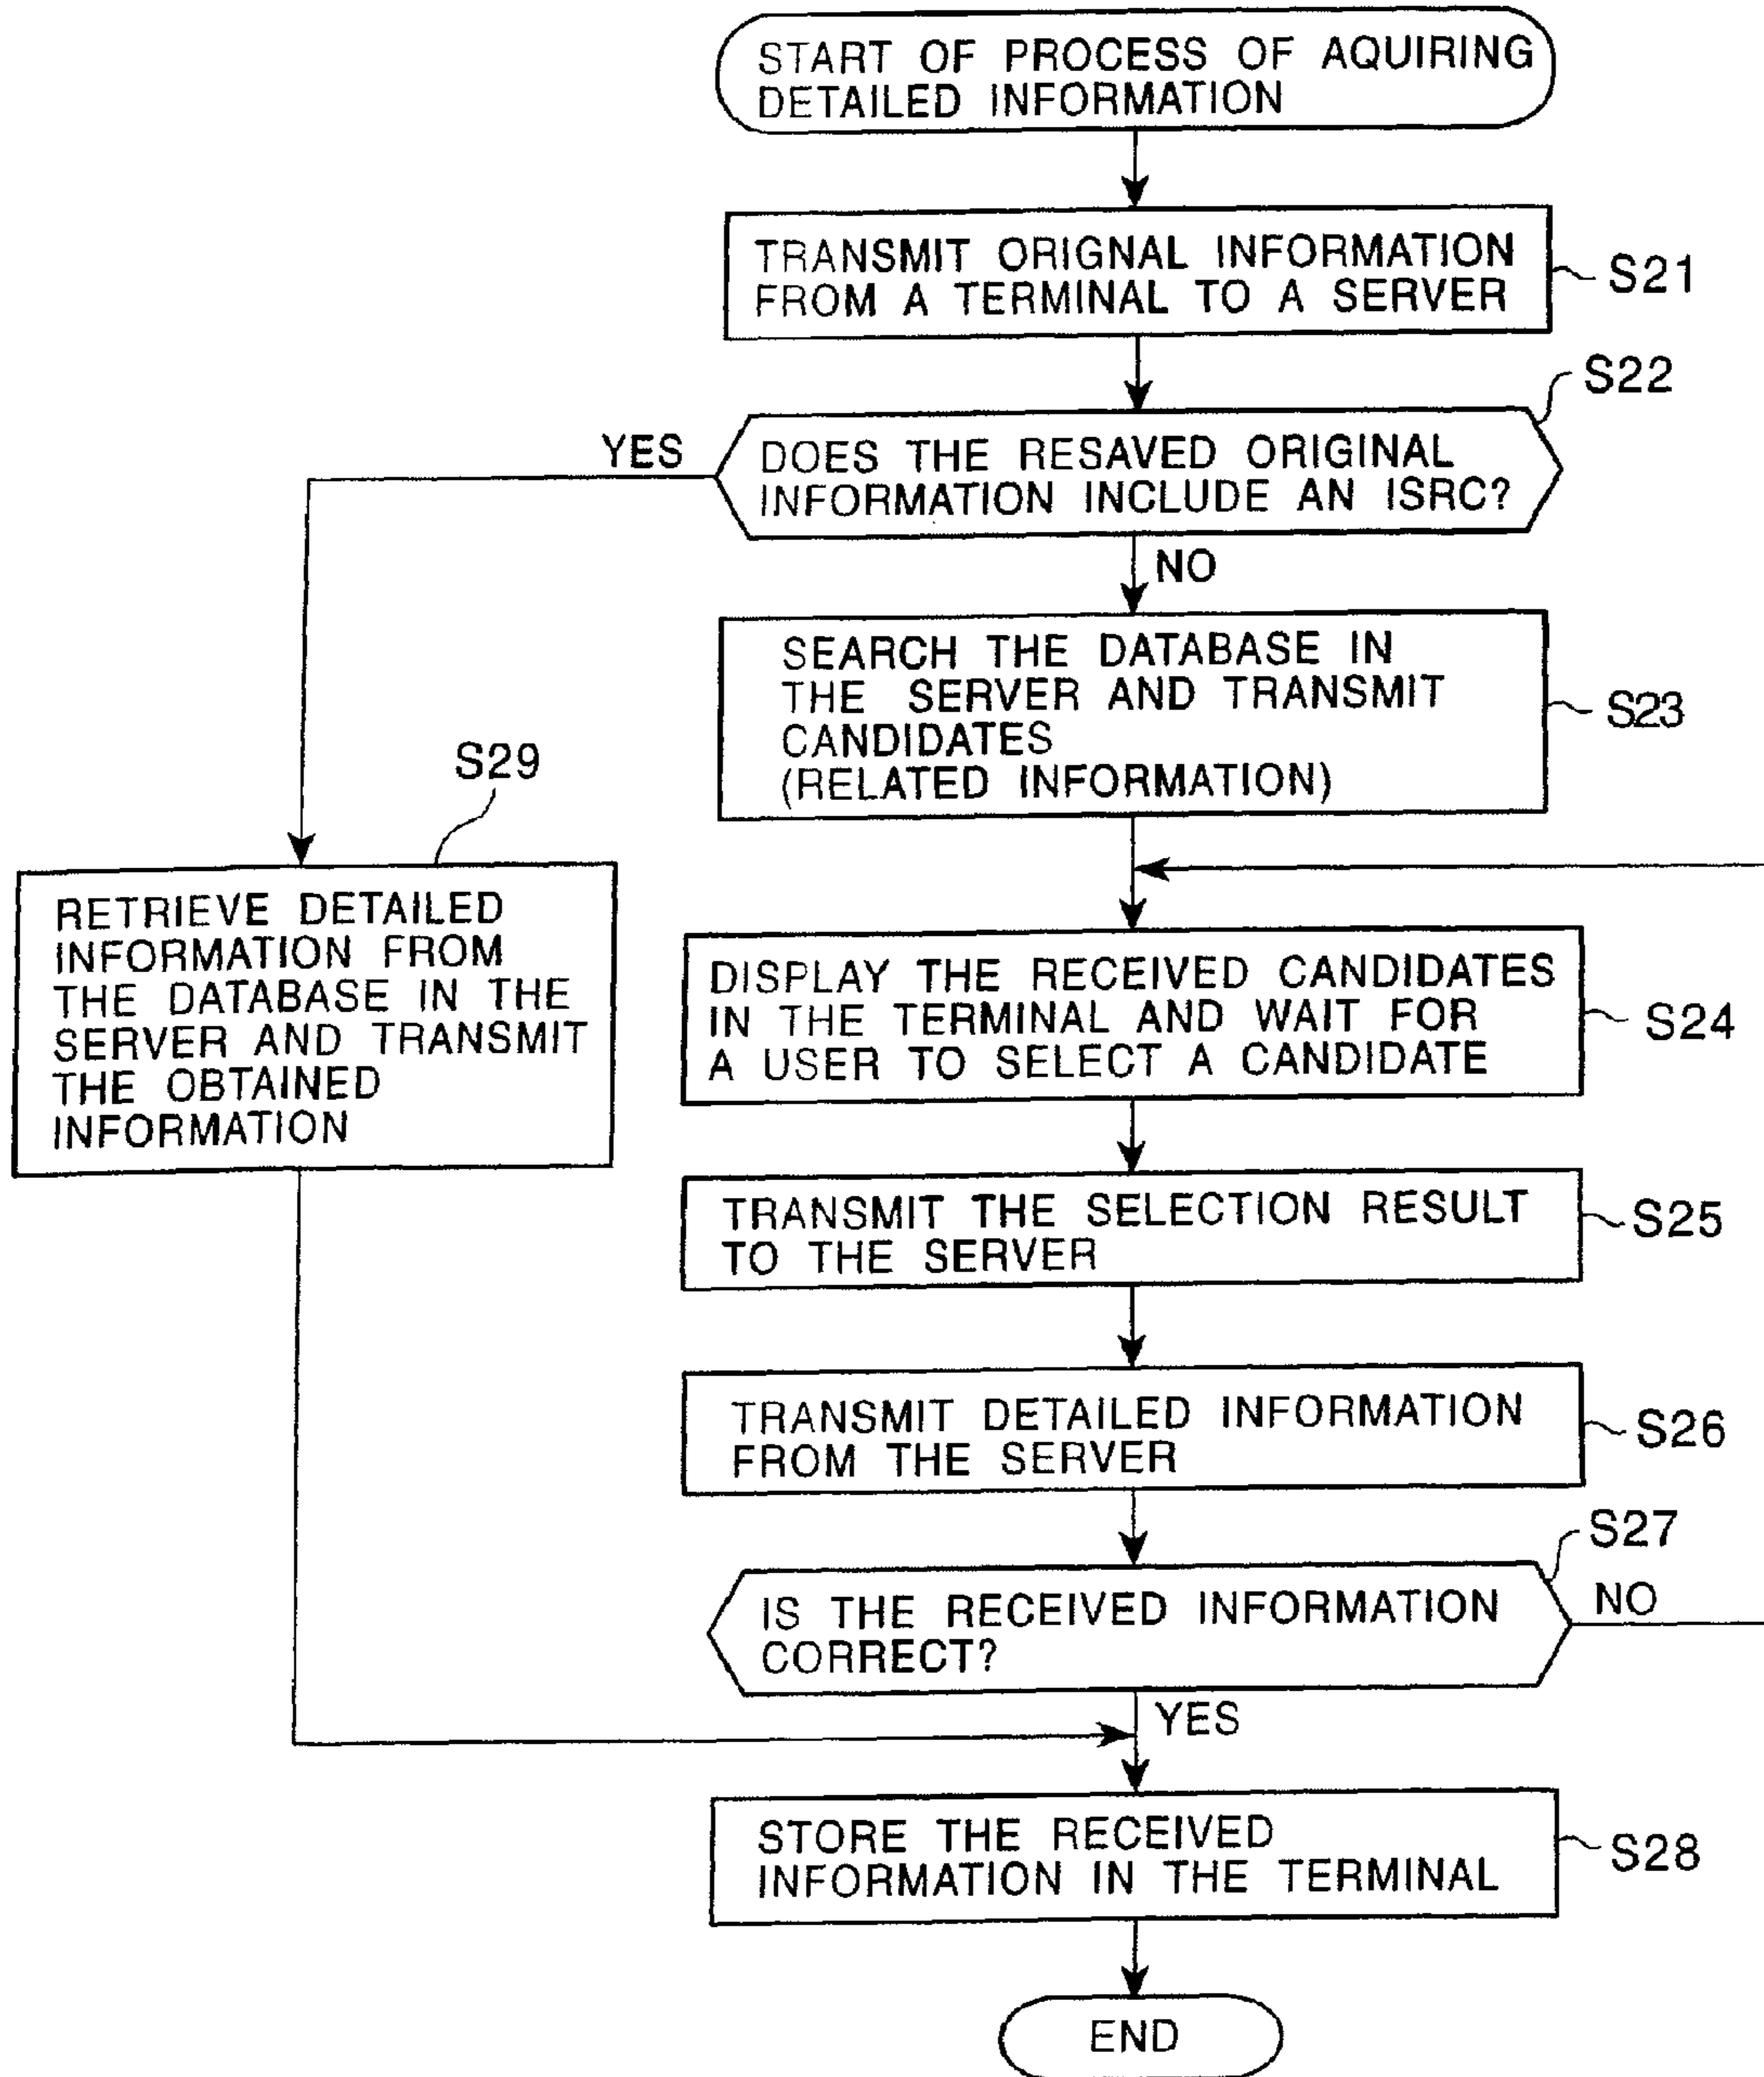 START OF PROCESS OF AQUIRING
DETAILED INFORMATION
TRANSMIT ORIGNAL INFORMATION
FROM A TERMINAL TO A SERVER
S21
S22
YES
DOES THE RESAVED ORIGINAL
INFORMATION INCLUDE AN ISRC?
NO
SEARCH THE DATABASE IN
THE SERVER AND TRANSMIT
CANDIDATES
(RELATED INFORMATION)
S23
S29
RETRIEVE DETAILED
INFORMATION FROM
THE DATABASE IN THE
SERVER AND TRANSMIT
THE OBTAINED
INFORMATION
DISPLAY THE RECEIVED CANDIDATES
IN THE TERMINAL AND WAIT FOR
A USER TO SELECT A CANDIDATE
S24
TRANSMIT THE SELECTION RESULT
TO THE SERVER
S25
TRANSMIT DETAILED INFORMATION
FROM THE SERVER
S26
S27
IS THE RECEIVED INFORMATION
CORRECT?
NO
YES
STORE THE RECEIVED
INFORMATION IN THE TERMINAL
S28
END